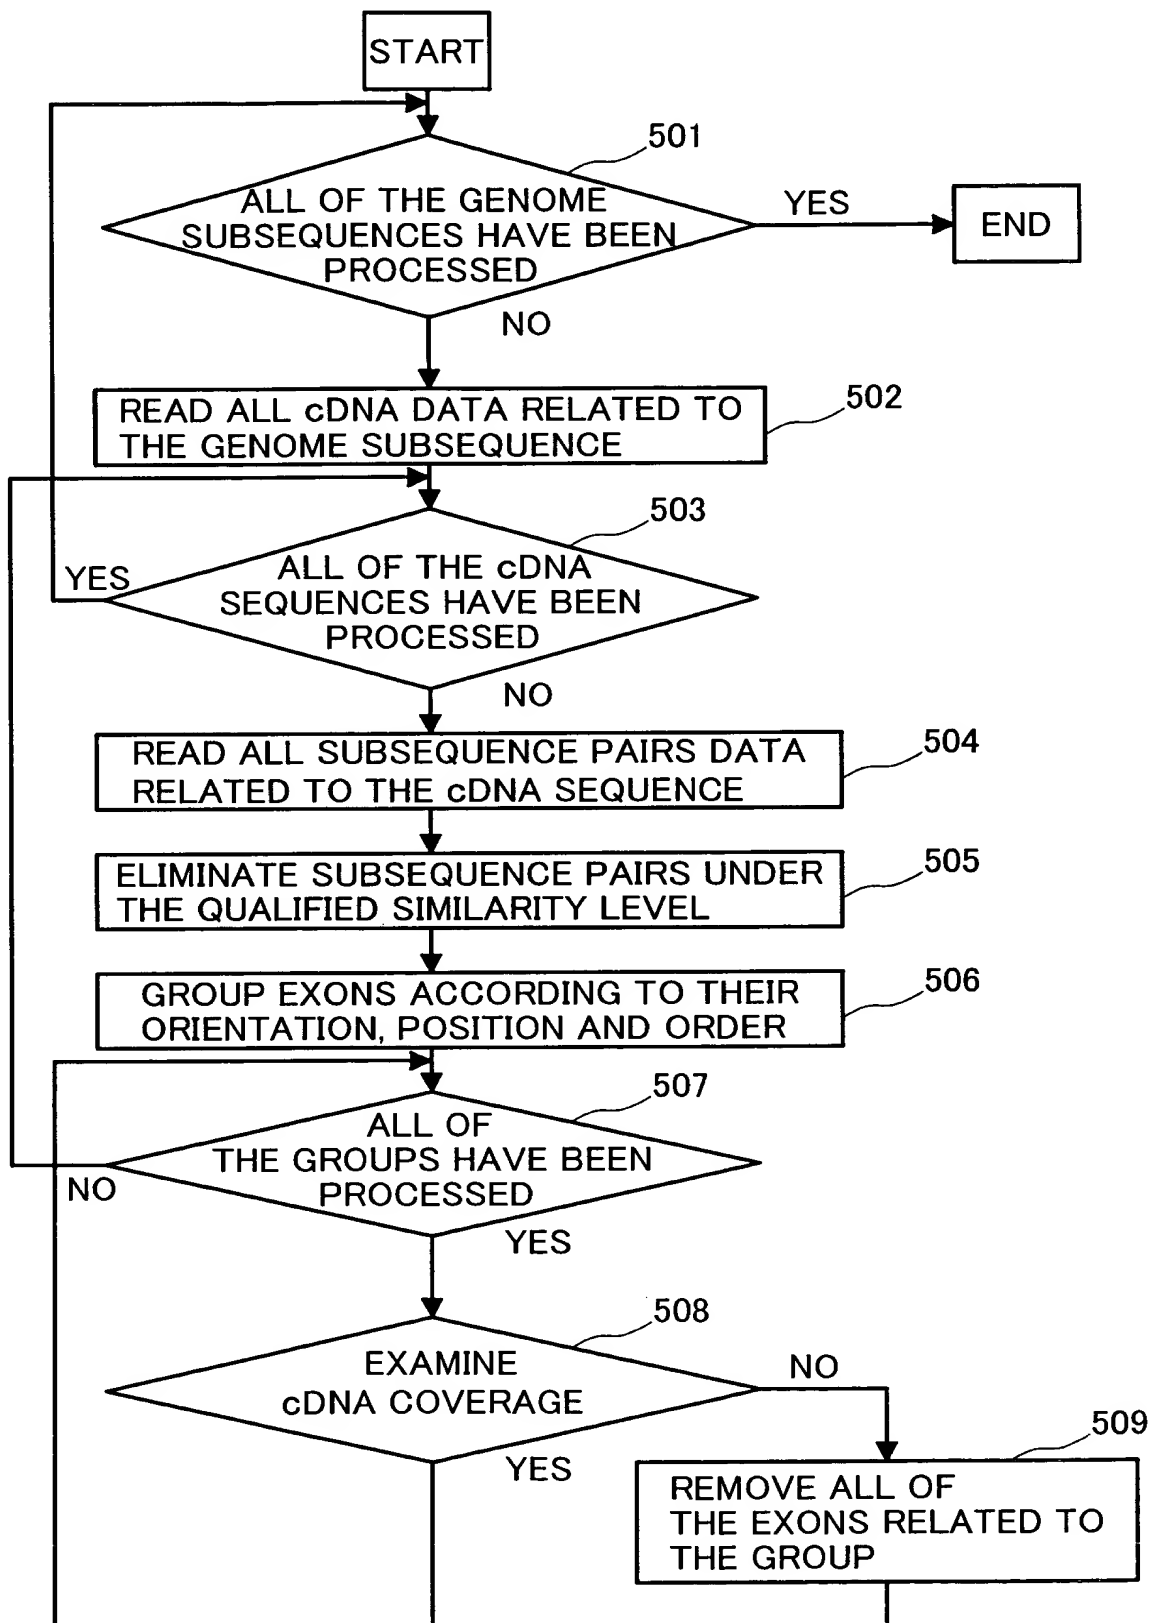 START
501
ALL OF THE GENOME
SUBSEQUENCES HAVE BEEN
PROCESSED
YES
END
NO
READ ALL cDNA DATA RELATED TO
THE GENOME SUBSEQUENCE
502
503
YES
ALL OF THE cDNA
SEQUENCES HAVE BEEN
PROCESSED
NO
READ ALL SUBSEQUENCE PAIRS DATA
RELATED TO THE cDNA SEQUENCE
504
ELIMINATE SUBSEQUENCE PAIRS UNDER
THE QUALIFIED SIMILARITY LEVEL
505
GROUP EXONS ACCORDING TO THEIR
ORIENTATION, POSITION AND ORDER
506
507
ALL OF
THE GROUPS HAVE BEEN
PROCESSED
NO
YES
508
EXAMINE
cDNA COVERAGE
NO
YES
509
REMOVE ALL OF
THE EXONS RELATED TO
THE GROUP